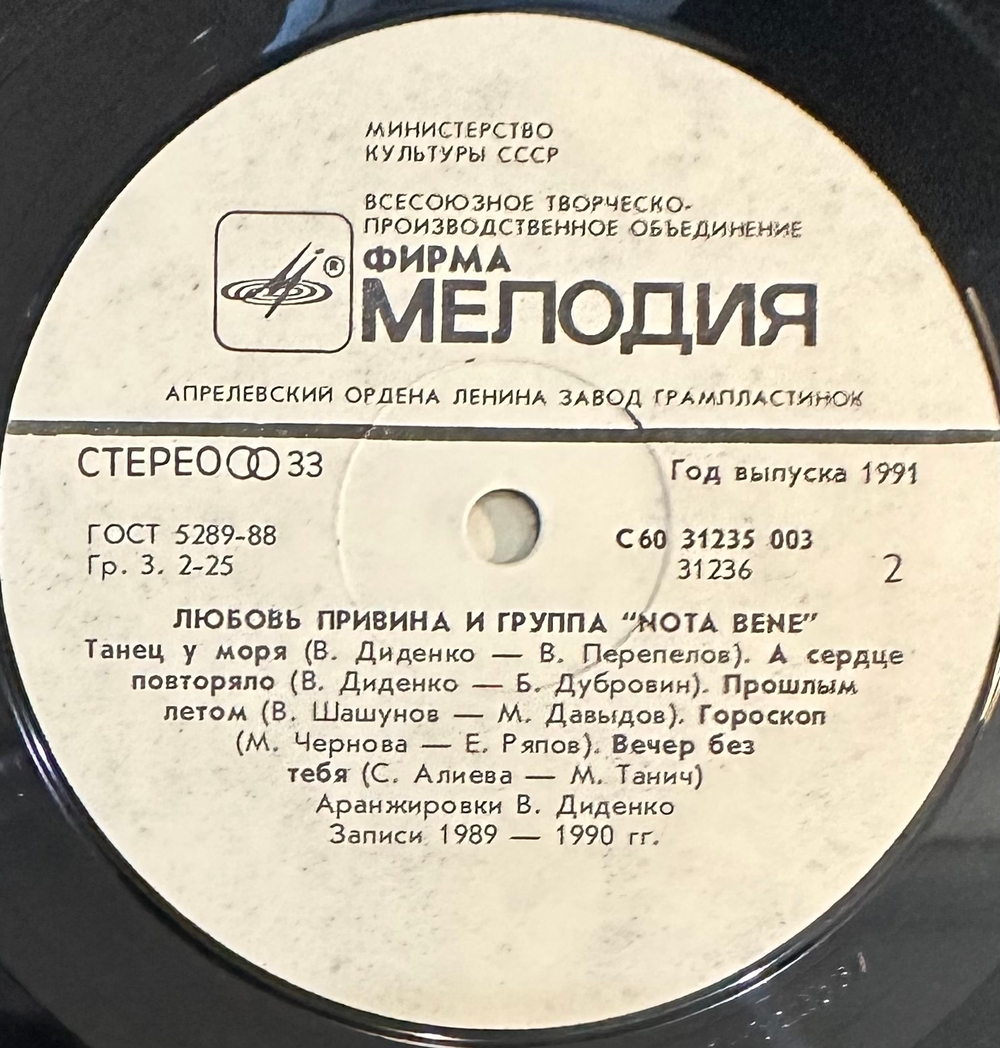 МИНИСТЕРСТВО
КУЛЬТУРЫ СССР
ВСЕСОЮЗНОЕ ТВОРЧЕСКО-
ПРОИЗВОДСТВЕННОЕ ОБЪЕДИНЕНИЕ
ФИРМА
®
МЕЛОДИЯ
АПРЕЛЕВСКИЙ ОРДЕНА ЛЕНИНА ЗАВОД ГРАМПЛАСТИНОК
СТЕРЕО 33
Год выпуска 1991
ГОСТ 5289-88
Гр. 3. 2-25
С60 31235 003
31236
2
ЛЮБОВЬ ПРИВИНА И ГРУППА "NOTA BENE"
Танец у моря (В. Диденко — В. Перепелов). А сердце
повторяло (В. Диденко — Б. Дубровин). Прошлым
летом (В. Шашунов — М. Давыдов). Гороскоп
(М. Чернова — Е. Ряпов). Вечер без
тебя (С. Алиева — М. Танич)
Аранжировки В. Диденко
Записи 1989 — 1990 гг.